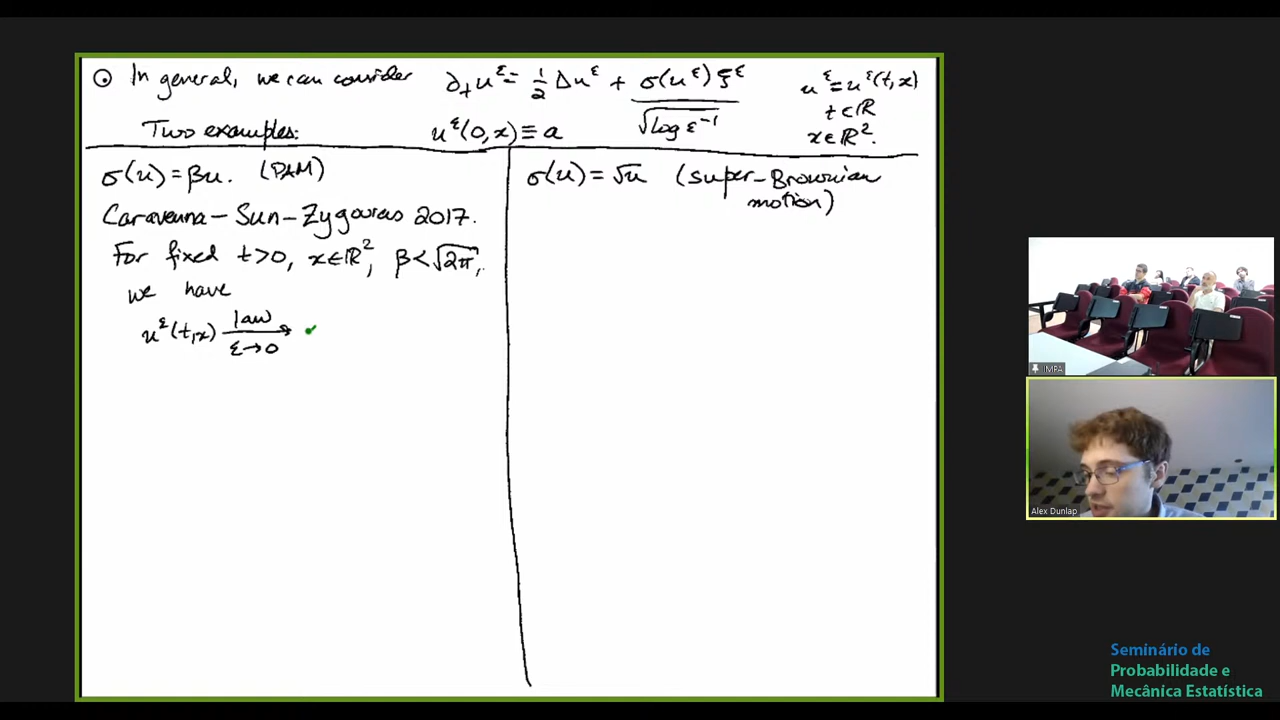 ⊙ In general, we can consider ∂ₜu^ε = ½ Δu^ε + σ(u^ε) ξ^ε / √(log ε⁻¹)
u^ε = u^ε(t,x)
t ∈ ℝ
x ∈ ℝ².
Two examples: u^ε(0,x) ≡ a
σ(u) = βu. (PAM)
Caravenna – Sun – Zygouras 2017.
For fixed t>0, x∈ℝ², β<√2π,
we have
u^ε(t,x) —law→ ε→0
σ(u) = √u (super-Brownian
motion)
IMPA
Alex Dunlap
Seminário de
Probabilidade e
Mecânica Estatística